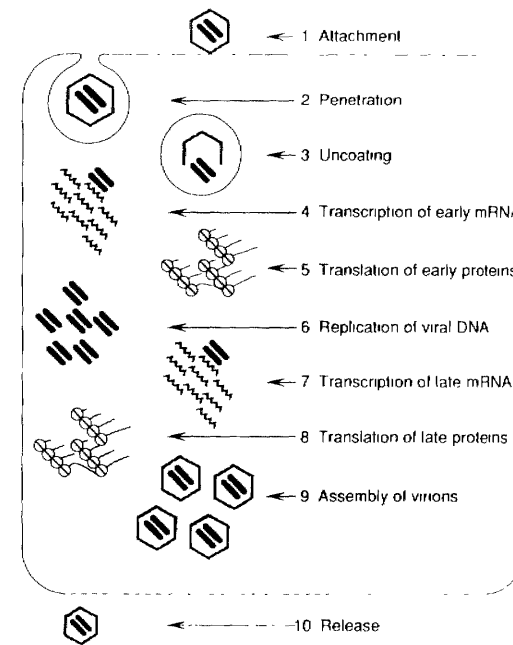 1 Attachment
2 Penetration
3 Uncoating
4 Transcription of early mRN
5 Translation of early proteins
6 Replication of viral DNA
7 Transcription of late mRNA
8 Translation of late proteins
9 Assembly of virions
10 Release